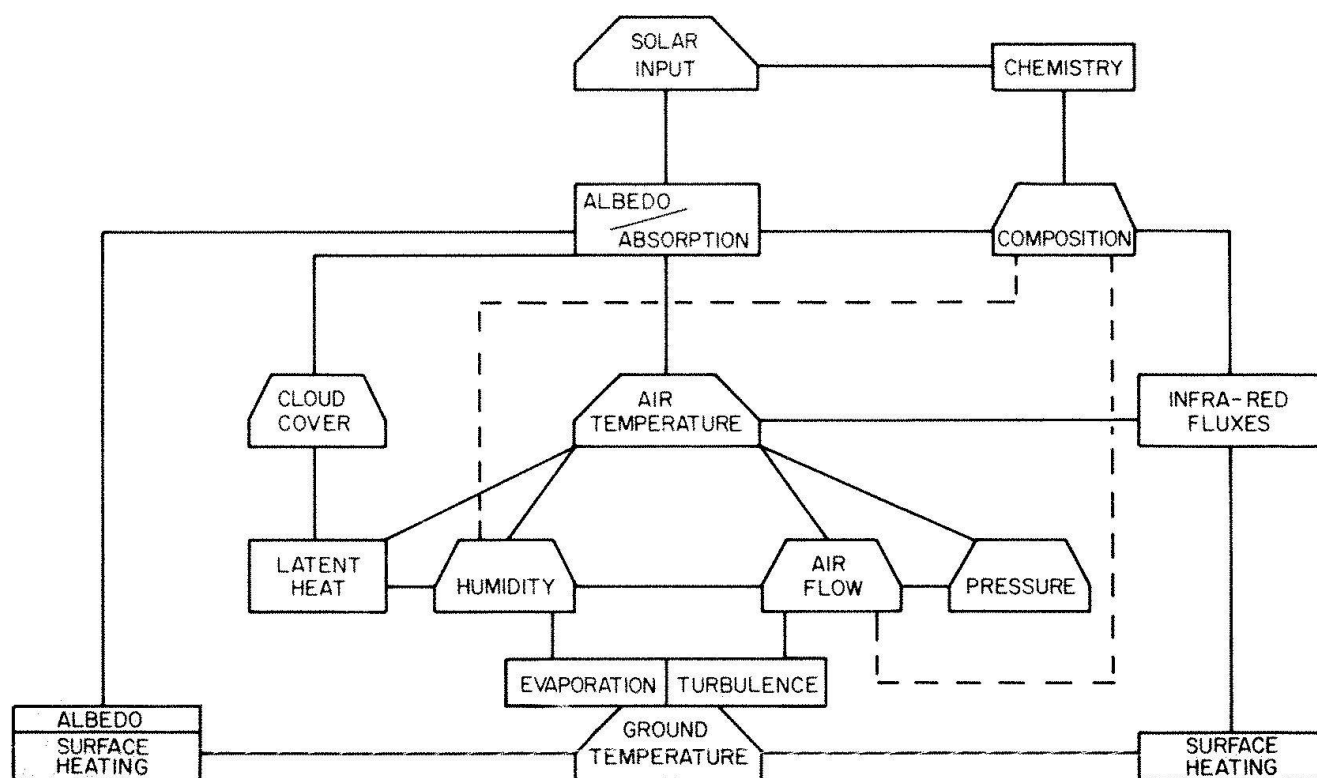 SOLAR
INPUT
CHEMISTRY
ALBEDO
ABSORPTION
COMPOSITION
CLOUD
COVER
AIR
TEMPERATURE
INFRA-RED
FLUXES
LATENT
HEAT
HUMIDITY
AIR
FLOW
PRESSURE
EVAPORATION
TURBULENCE
ALBEDO
SURFACE
HEATING
GROUND
TEMPERATURE
SURFACE
HEATING